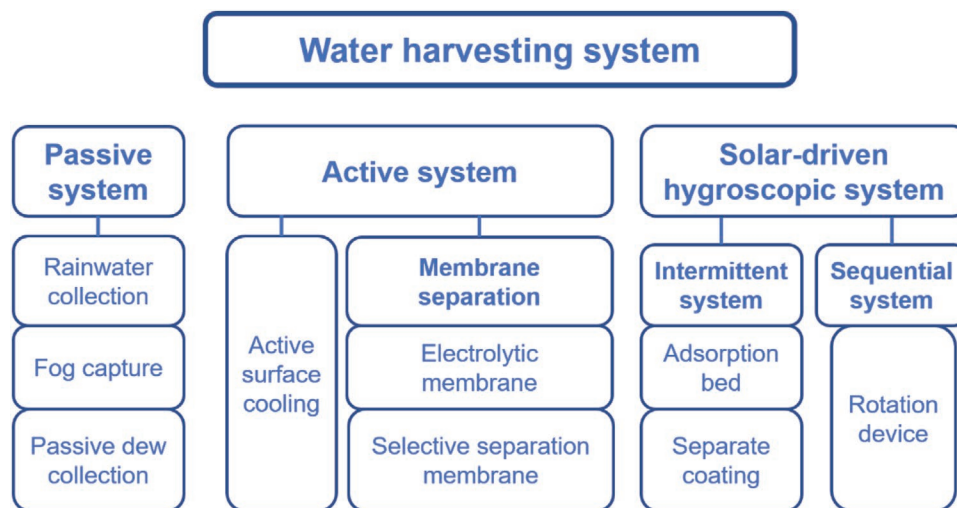 Water harvesting system
Passive
system
Rainwater
collection
Fog capture
Passive dew
collection
Active system
Active
surface
cooling
Membrane
separation
Electrolytic
membrane
Selective separation
membrane
Solar-driven
hygroscopic system
Intermittent
system
Adsorption
bed
Separate
coating
Sequential
system
Rotation
device